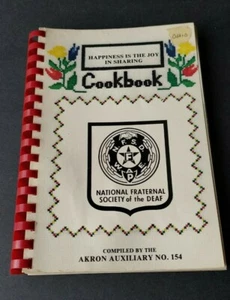 HAPPINESS IS THE JOY
IN SHARING
Cookbook
N F S D
NATIONAL FRATERNAL
SOCIETY of the DEAF
COMPILED BY THE
AKRON AUXILIARY NO. 154